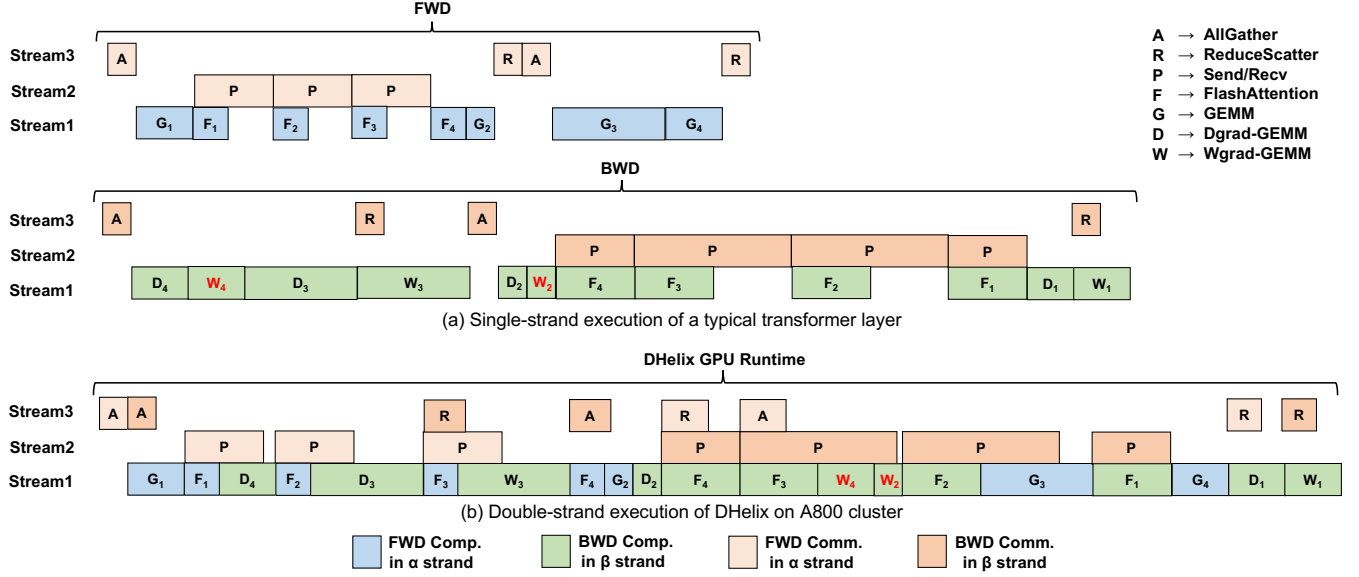 FWD
Stream3 A R A R
Stream2 P P P
Stream1 G₁ F₁ F₂ F₃ F₄ G₂ G₃ G₄
A → AllGather
R → ReduceScatter
P → Send/Recv
F → FlashAttention
G → GEMM
D → Dgrad-GEMM
W → Wgrad-GEMM
BWD
Stream3 A R A R
Stream2 P P P P
Stream1 D₄ W₄ D₃ W₃ D₂ W₂ F₄ F₃ F₂ F₁ D₁ W₁
(a) Single-strand execution of a typical transformer layer
DHelix GPU Runtime
Stream3 A A R A R A R R
Stream2 P P P P P P P
Stream1 G₁ F₁ D₄ F₂ D₃ F₃ W₃ F₄ G₂ D₂ F₄ F₃ W₄ W₂ F₂ G₃ F₁ G₄ D₁ W₁
(b) Double-strand execution of DHelix on A800 cluster
FWD Comp.
in α strand
BWD Comp.
in β strand
FWD Comm.
in α strand
BWD Comm.
in β strand